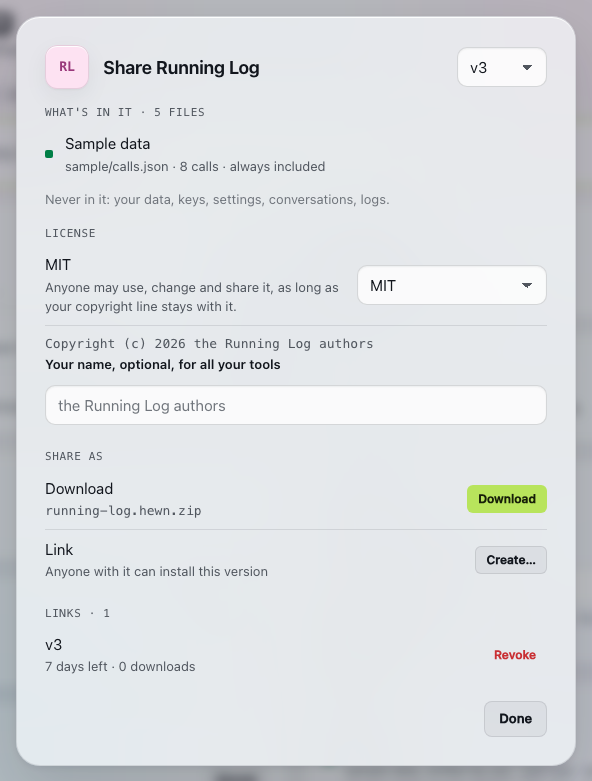 RL
Share Running Log
v3
WHAT'S IN IT · 5 FILES
Sample data
sample/calls.json · 8 calls · always included
Never in it: your data, keys, settings, conversations, logs.
LICENSE
MIT
Anyone may use, change and share it, as long as
your copyright line stays with it.
MIT
Copyright (c) 2026 the Running Log authors
Your name, optional, for all your tools
the Running Log authors
SHARE AS
Download
running-log.hewn.zip
Download
Link
Anyone with it can install this version
Create...
LINKS · 1
v3
7 days left · 0 downloads
Revoke
Done